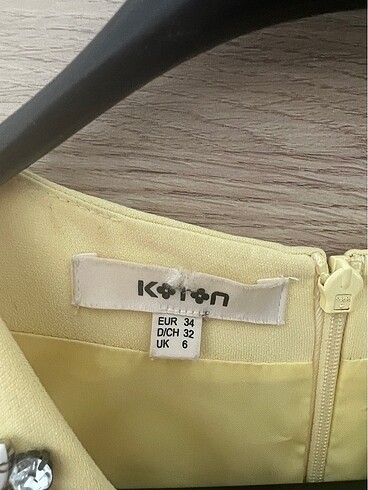 KOTON
EUR 34
D/CH 32
UK 6